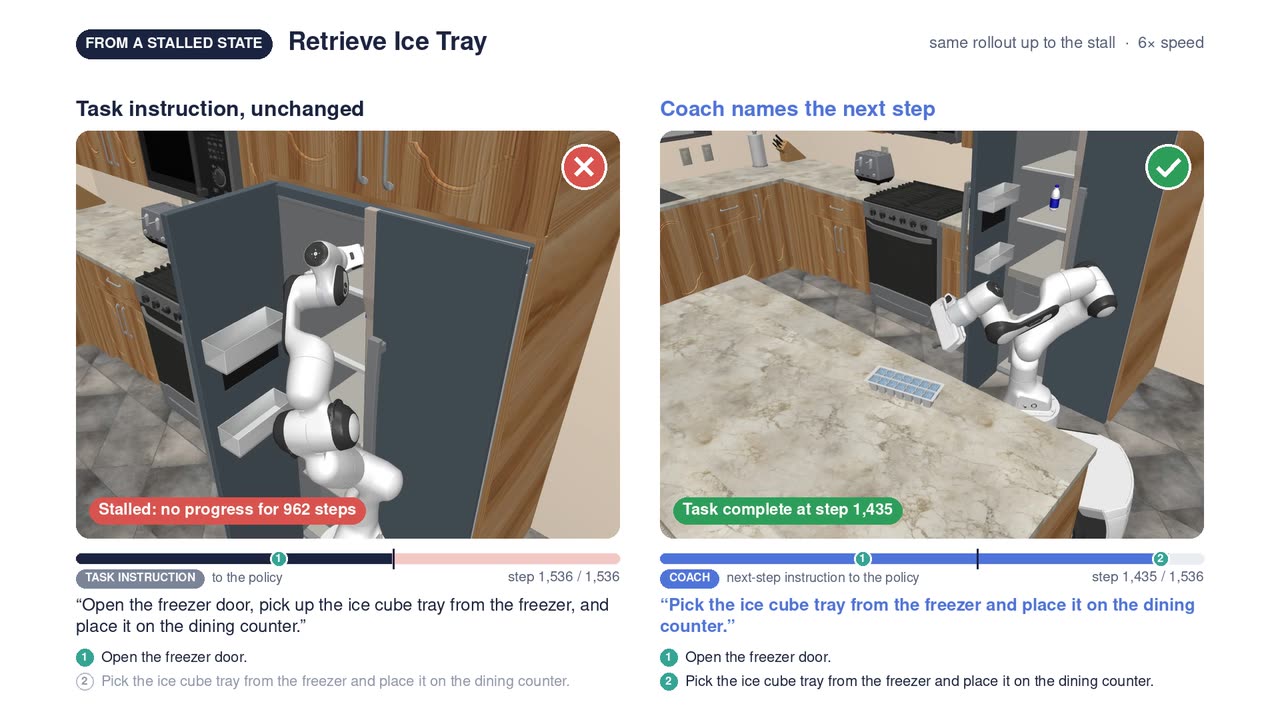 FROM A STALLED STATE Retrieve Ice Tray
same rollout up to the stall · 6× speed
Task instruction, unchanged
Stalled: no progress for 962 steps
1
TASK INSTRUCTION to the policy
step 1,536 / 1,536
“Open the freezer door, pick up the ice cube tray from the freezer, and
place it on the dining counter.”
1 Open the freezer door.
2 Pick the ice cube tray from the freezer and place it on the dining counter.
Coach names the next step
Task complete at step 1,435
1 2
COACH next-step instruction to the policy
step 1,435 / 1,536
“Pick the ice cube tray from the freezer and place it on the dining
counter.”
1 Open the freezer door.
2 Pick the ice cube tray from the freezer and place it on the dining counter.